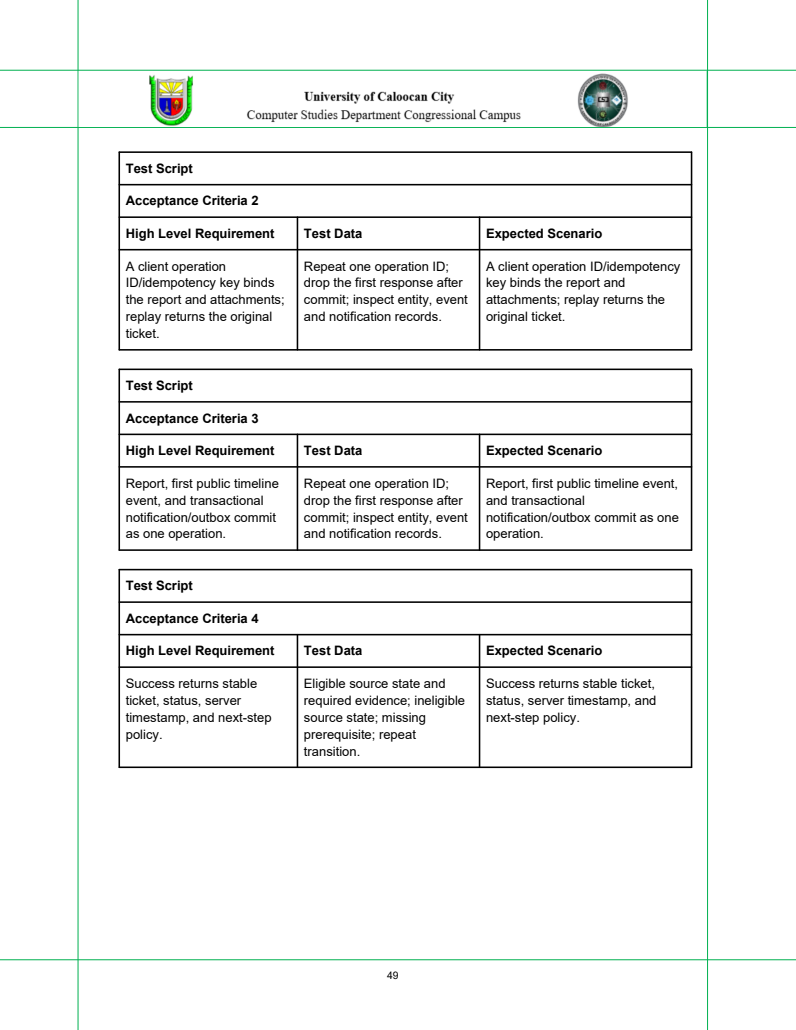 University of Caloocan City
Computer Studies Department Congressional Campus
Test Script
Acceptance Criteria 2
High Level Requirement
Test Data
Expected Scenario
A client operation
ID/idempotency key binds
the report and attachments;
replay returns the original
ticket.
Repeat one operation ID;
drop the first response after
commit; inspect entity, event
and notification records.
A client operation ID/idempotency
key binds the report and
attachments; replay returns the
original ticket.
Test Script
Acceptance Criteria 3
High Level Requirement
Test Data
Expected Scenario
Report, first public timeline
event, and transactional
notification/outbox commit
as one operation.
Repeat one operation ID;
drop the first response after
commit; inspect entity, event
and notification records.
Report, first public timeline event,
and transactional
notification/outbox commit as one
operation.
Test Script
Acceptance Criteria 4
High Level Requirement
Test Data
Expected Scenario
Success returns stable
ticket, status, server
timestamp, and next-step
policy.
Eligible source state and
required evidence; ineligible
source state; missing
prerequisite; repeat
transition.
Success returns stable ticket,
status, server timestamp, and
next-step policy.
49